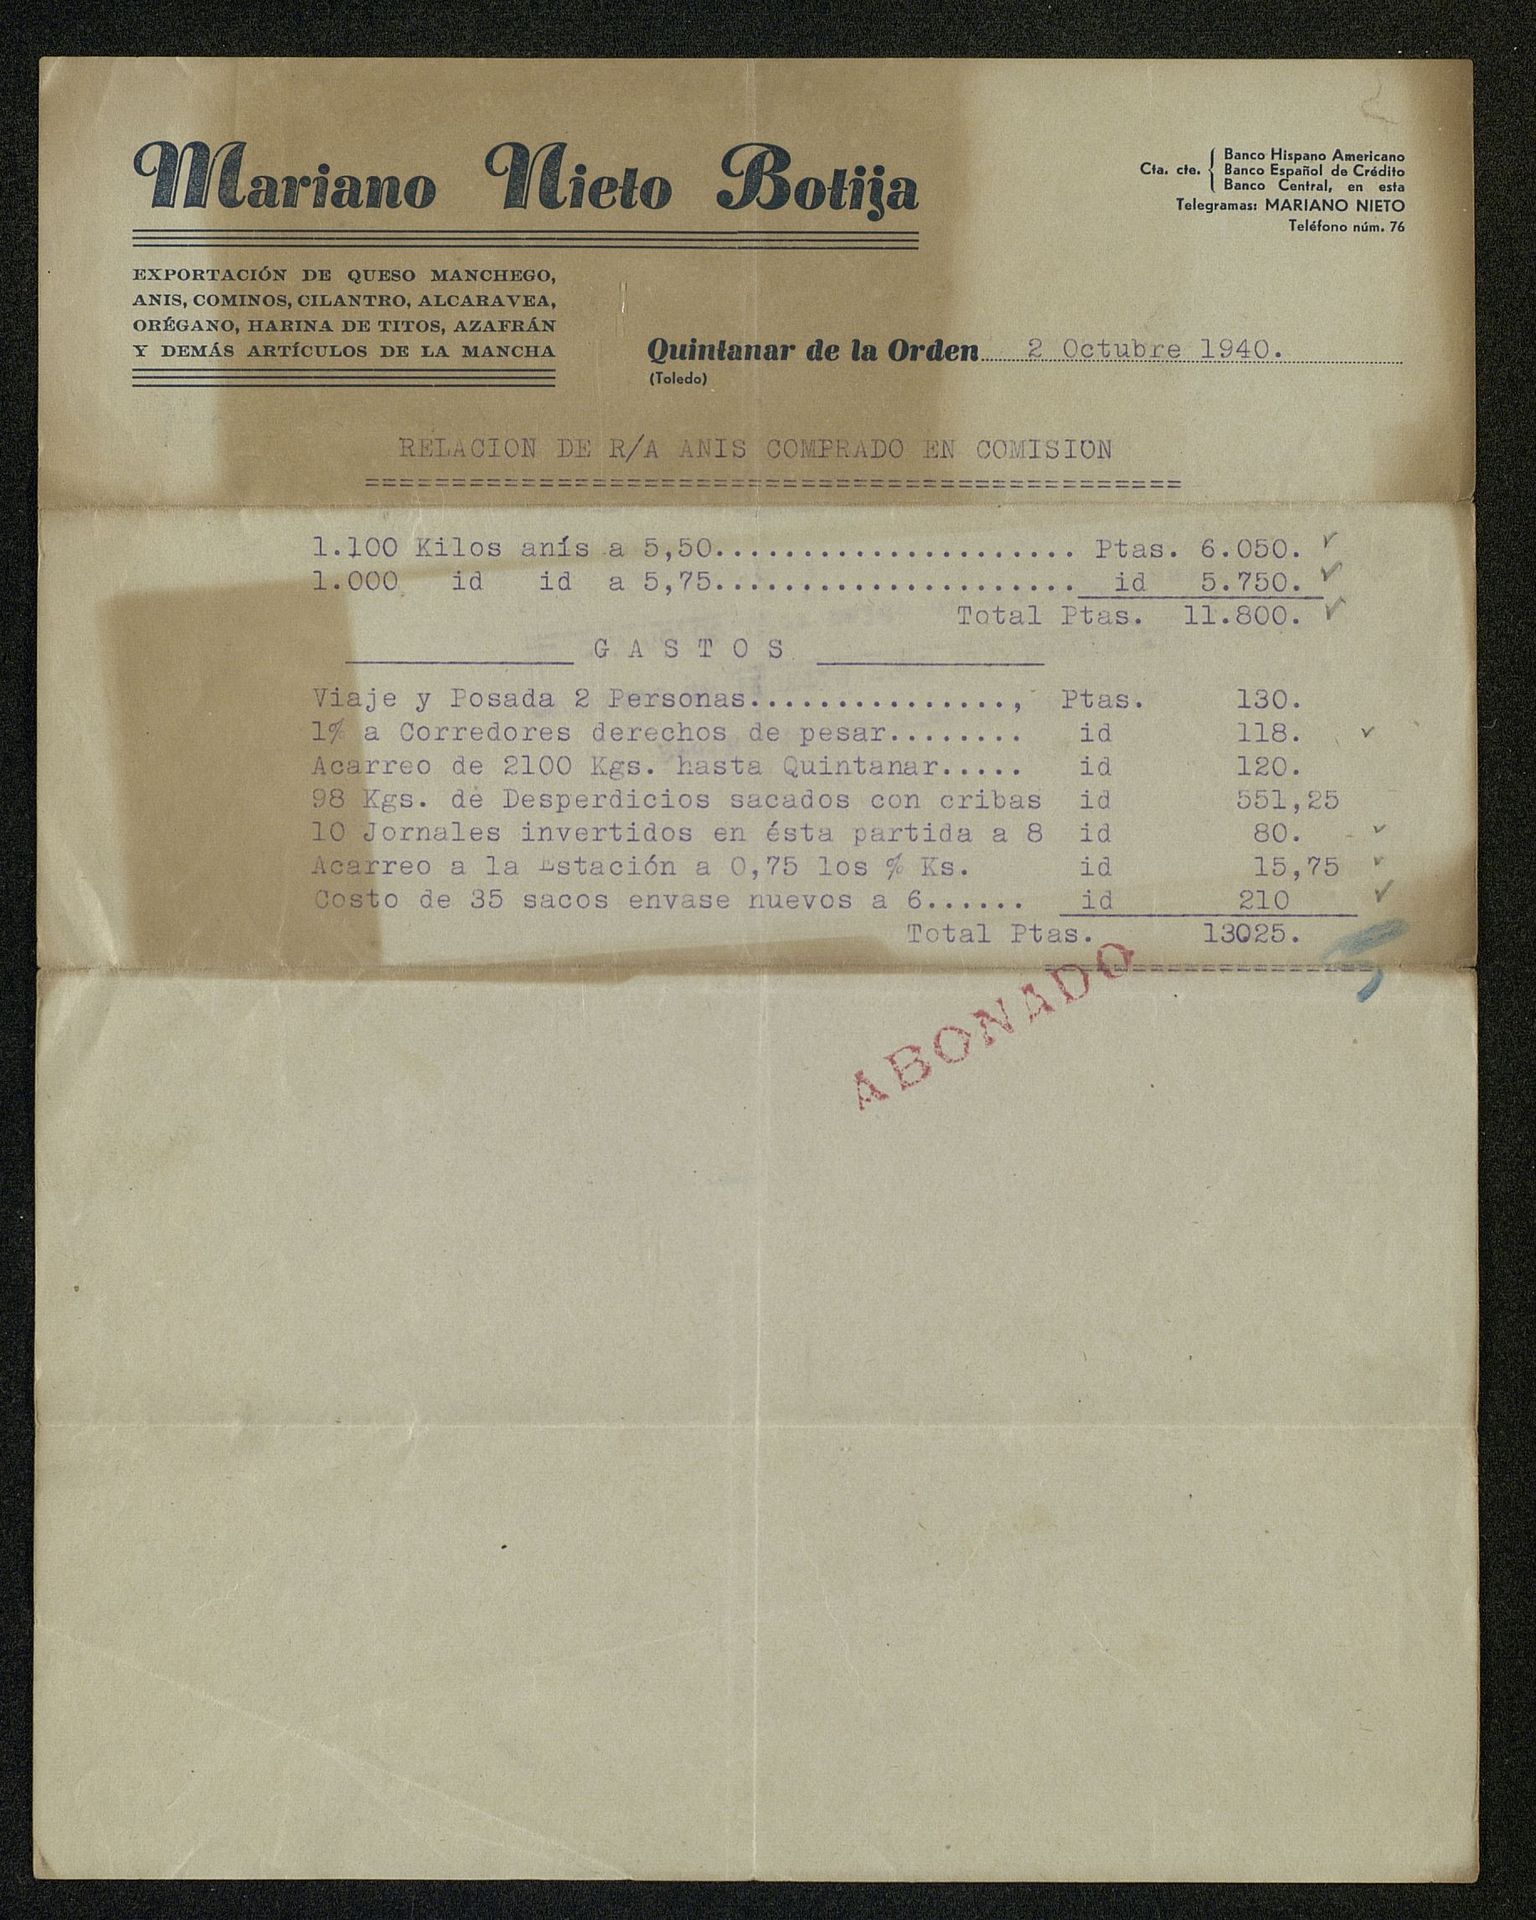 Mariano Nieto Botija
Cta. cte. { Banco Hispano Americano
Banco Español de Crédito
Banco Central, en esta
Telegramas: MARIANO NIETO
Teléfono núm. 76
EXPORTACIÓN DE QUESO MANCHEGO,
ANIS, COMINOS, CILANTRO, ALCARAVEA,
ORÉGANO, HARINA DE TITOS, AZAFRÁN
Y DEMÁS ARTÍCULOS DE LA MANCHA
Quintanar de la Orden 2 Octubre 1940.
(Toledo)
RELACION DE R/A ANIS COMPRADO EN COMISION
===============================================
1.100 Kilos anís a 5,50..................... Ptas. 6.050.
1.000 id id a 5,75..................... id 5.750.
Total Ptas. 11.800.
G A S T O S
Viaje y Posada 2 Personas..............., Ptas. 130.
1% a Corredores derechos de pesar........ id 118.
Acarreo de 2100 Kgs. hasta Quintanar..... id 120.
98 Kgs. de Desperdicios sacados con cribas id 551,25
10 Jornales invertidos en ésta partida a 8 id 80.
Acarreo a la Estación a 0,75 los % Ks. id 15,75
Costo de 35 sacos envase nuevos a 6...... id 210
Total Ptas. 13025.
===================
ABONADO